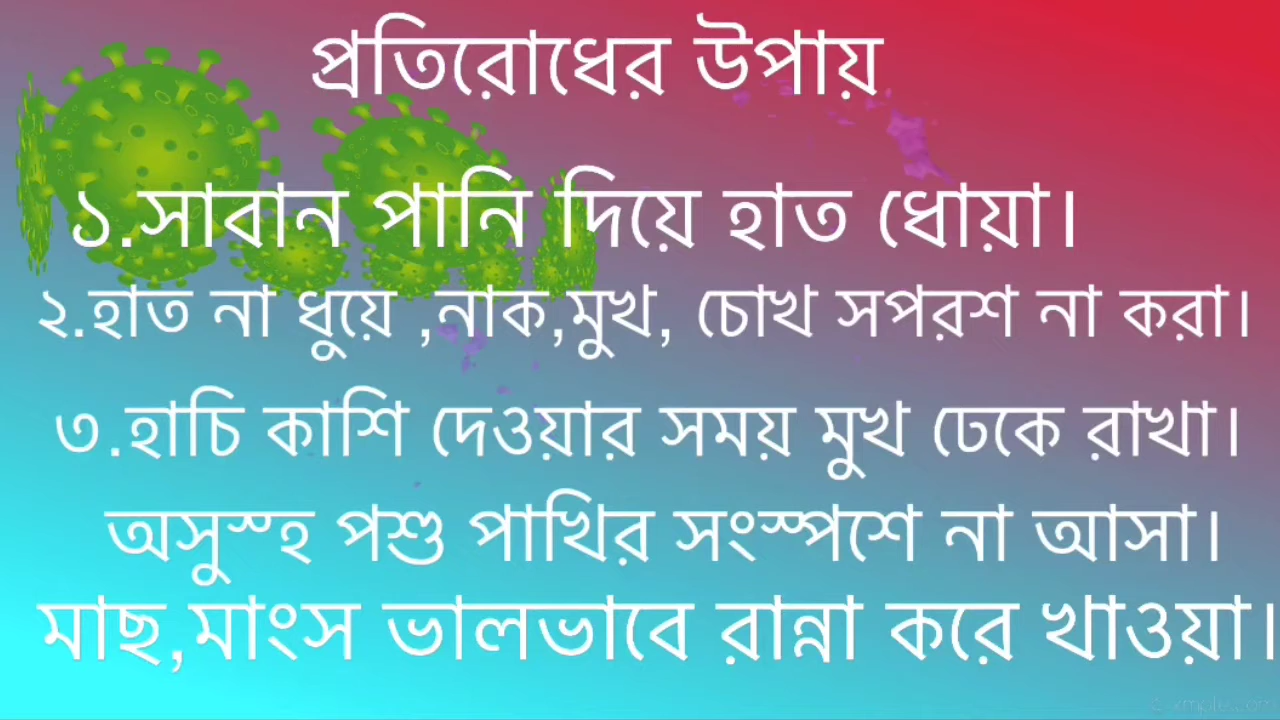 প্রতিরোধের উপায়
১.সাবান পানি দিয়ে হাত ধোয়া।
২.হাত না ধুয়ে ,নাক,মুখ, চোখ সপরশ না করা।
৩.হাচি কাশি দেওয়ার সময় মুখ ঢেকে রাখা।
অসুস্হ পশু পাখির সংস্পশে না আসা।
মাছ,মাংস ভালভাবে রান্না করে খাওয়া।